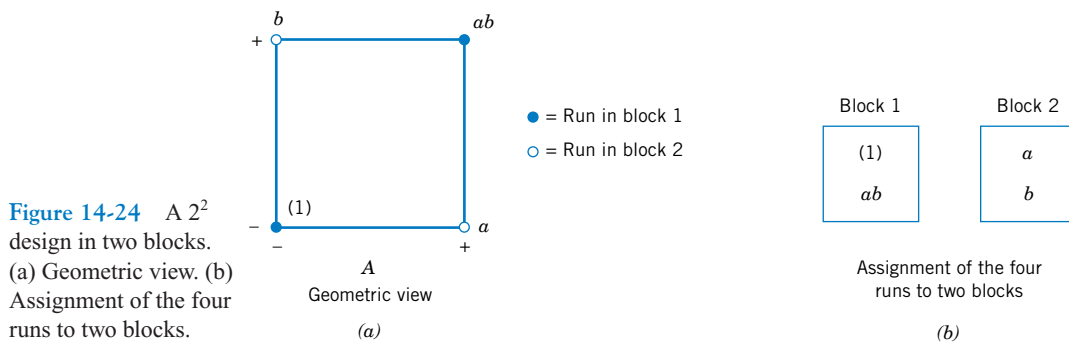 b
ab
+
(1)
a
–
–
+
A
Geometric view
(a)
= Run in block 1
= Run in block 2
Block 1
(1)
ab
Block 2
a
b
Assignment of the four
runs to two blocks
(b)
Figure 14-24 A 2² 
design in two blocks.
(a) Geometric view. (b)
Assignment of the four
runs to two blocks.